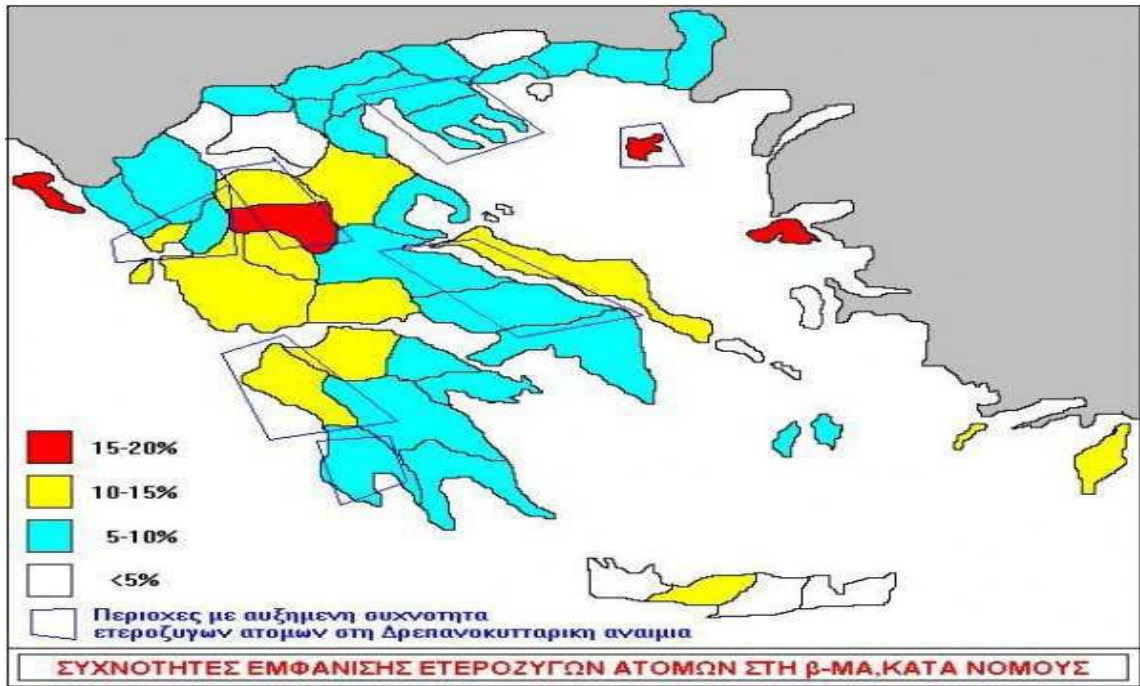 15-20%
10-15%
5-10%
<5%
Περιοχες με αυξημενη συχνοτητα
ετεροζυγων ατομων στη Δρεπανοκυτταρικη αναιμια
ΣΥΧΝΟΤΗΤΕΣ ΕΜΦΑΝΙΣΗΣ ΕΤΕΡΟΖΥΓΩΝ ΑΤΟΜΩΝ ΣΤΗ β-ΜΑ,ΚΑΤΑ ΝΟΜΟΥΣ